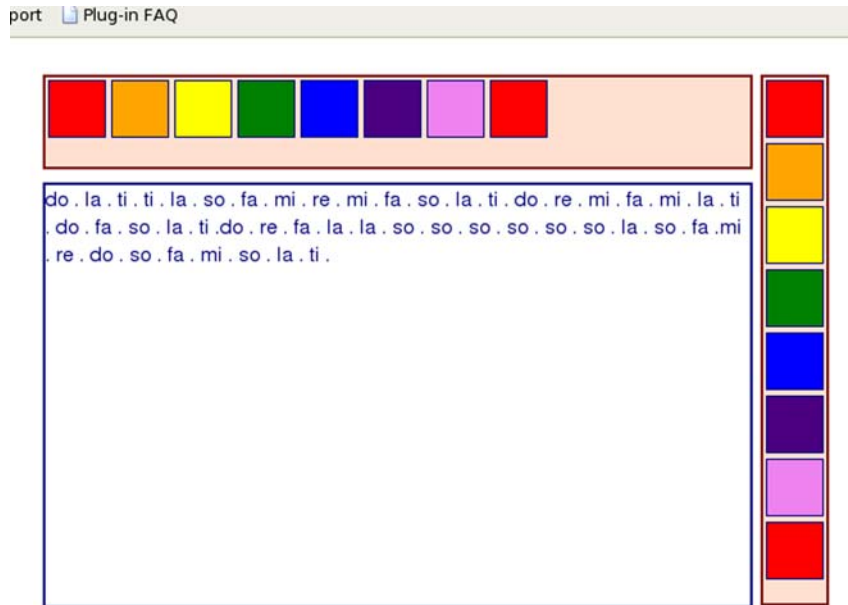 port Plug-in FAQ
do . la . ti . ti . la . so . fa . mi . re . mi . fa . so . la . ti . do . re . mi . fa . mi . la . ti
. do . fa . so . la . ti .do . re . fa . la . la . so . so . so . so . so . so . la . so . fa .mi
. re . do . so . fa . mi . so . la . ti .